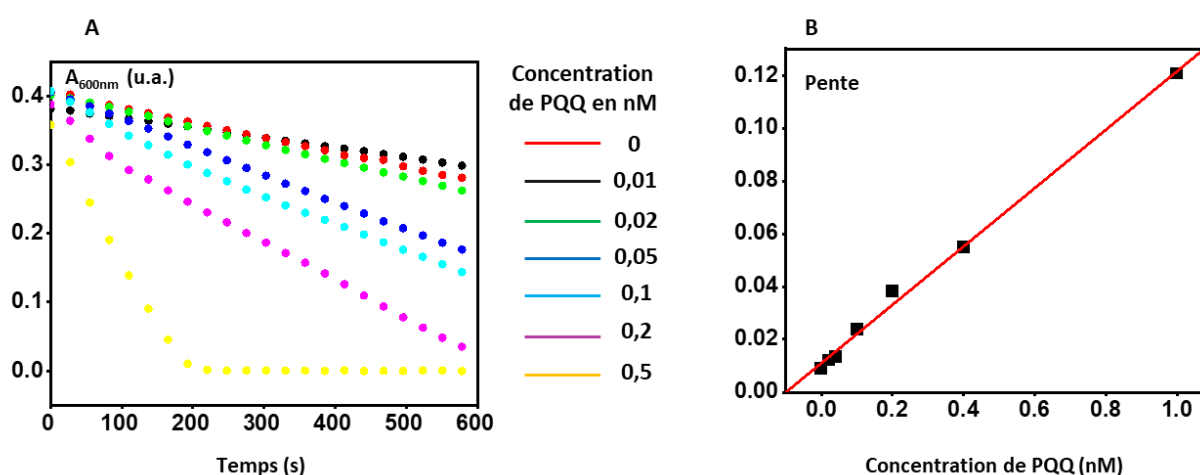 A
A600nm (u.a.)
0.4
0.3
0.2
0.1
0.0
0 100 200 300 400 500 600
Temps (s)
Concentration
de PQQ en nM
0
0,01
0,02
0,05
0,1
0,2
0,5
B
Pente
0.12
0.10
0.08
0.06
0.04
0.02
0.00
0.0 0.2 0.4 0.6 0.8 1.0
Concentration de PQQ (nM)